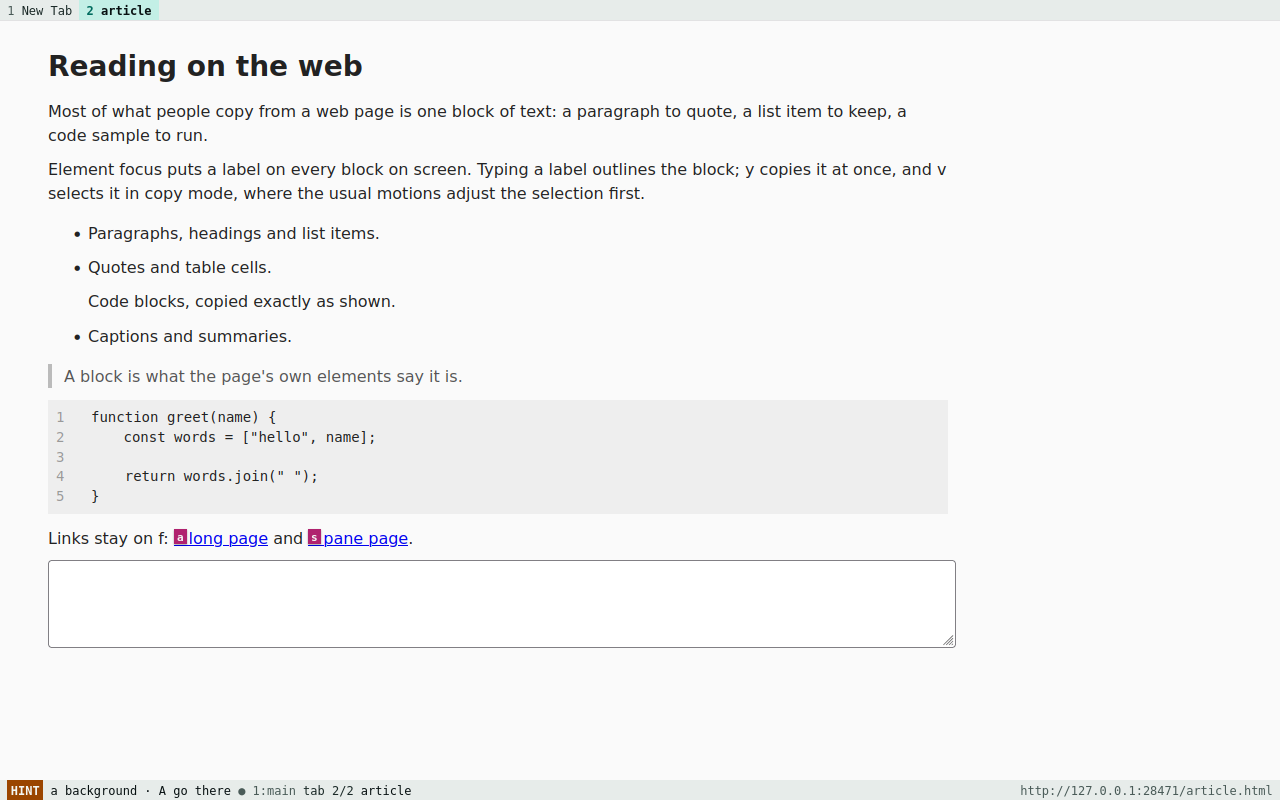 1 New Tab 2 article
Reading on the web
Most of what people copy from a web page is one block of text: a paragraph to quote, a list item to keep, a
code sample to run.
Element focus puts a label on every block on screen. Typing a label outlines the block; y copies it at once, and v
selects it in copy mode, where the usual motions adjust the selection first.
• Paragraphs, headings and list items.
• Quotes and table cells.
Code blocks, copied exactly as shown.
• Captions and summaries.
A block is what the page's own elements say it is.
1 function greet(name) {
2     const words = ["hello", name];
3
4     return words.join(" ");
5 }
Links stay on f: a long page and s pane page.
HINT a background · A go there ● 1:main tab 2/2 article http://127.0.0.1:28471/article.html